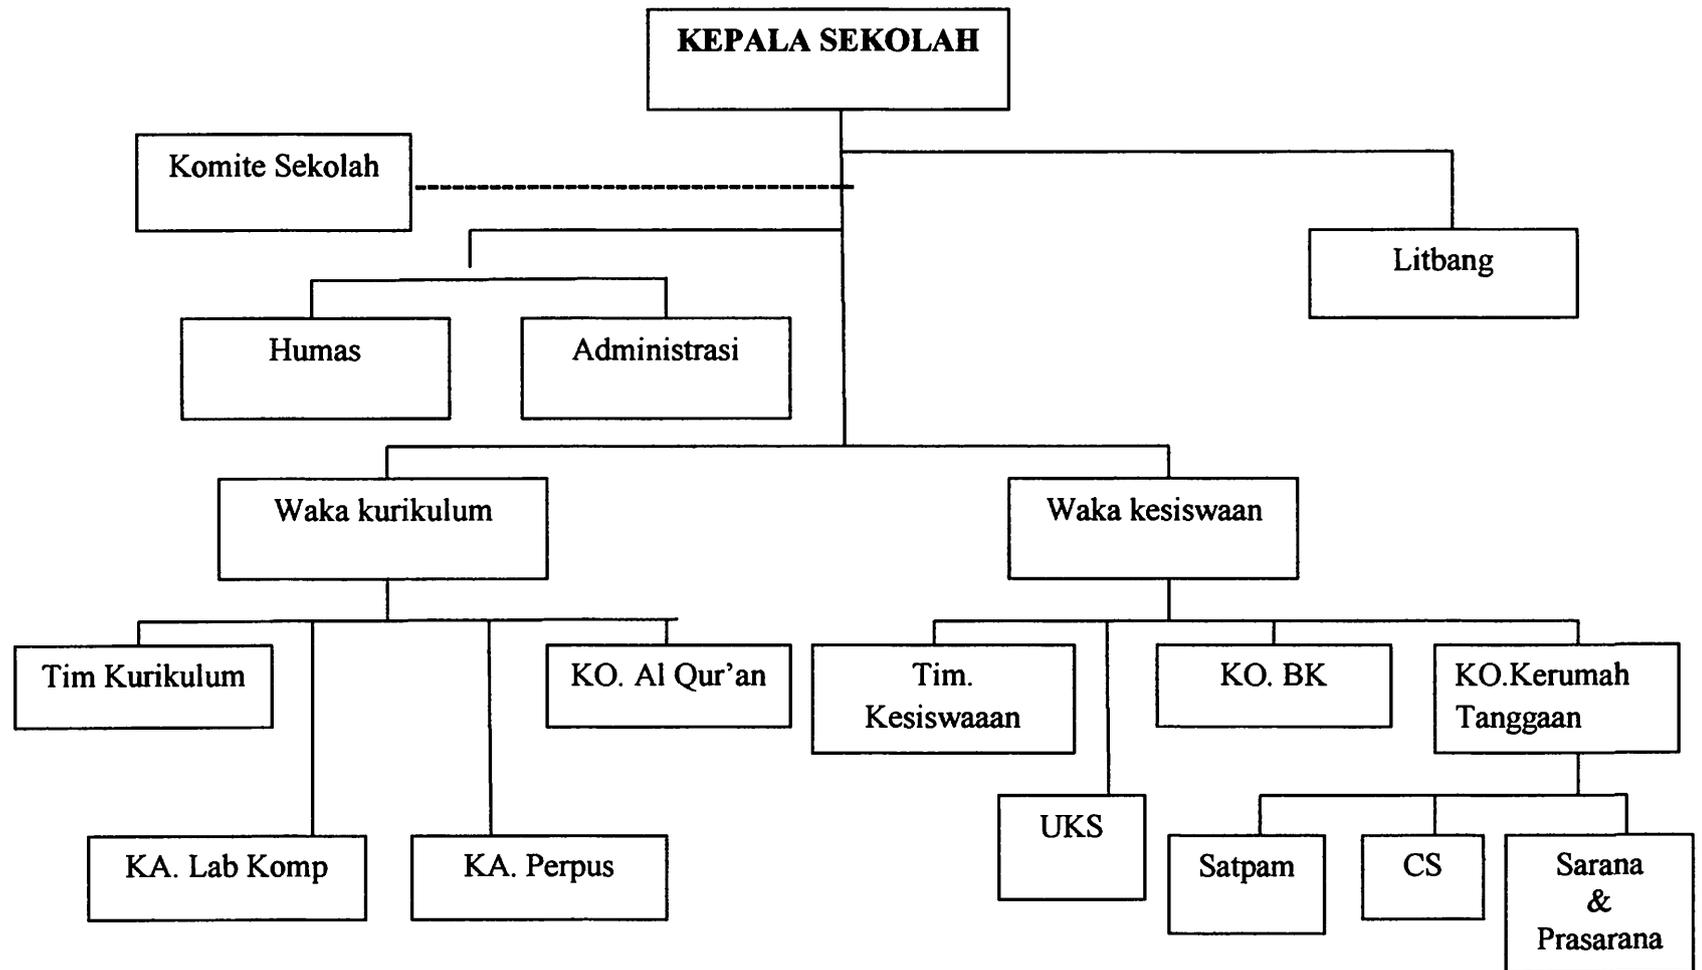 KEPALA SEKOLAH
Komite Sekolah
Litbang
Humas
Administrasi
Waka kurikulum
Waka kesiswaan
Tim Kurikulum
KO. Al Qur’an
Tim.
Kesiswaaan
KO. BK
KO.Kerumah
Tanggaan
UKS
KA. Lab Komp
KA. Perpus
Satpam
CS
Sarana
&
Prasarana